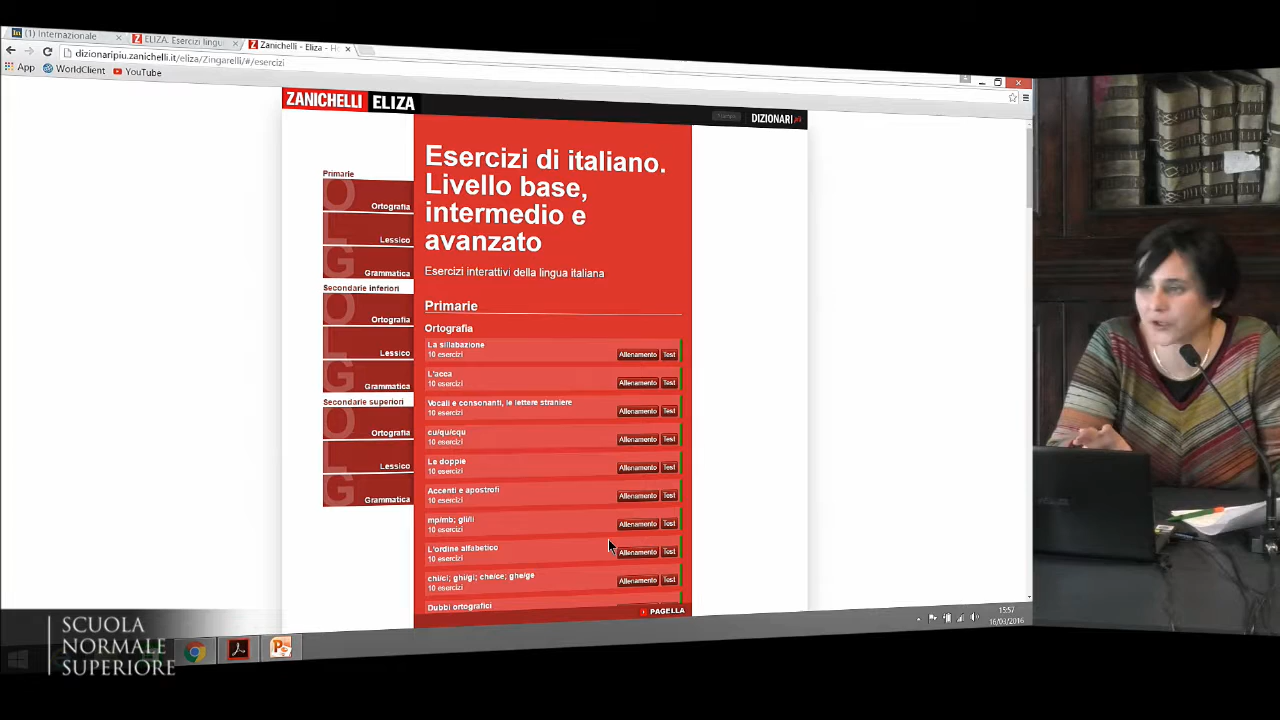 (1) Internazionale
ELIZA. Esercizi lingu
Zanichelli - Eliza - H
dizionaripiu.zanichelli.it/eliza/Zingarelli/#/esercizi
App WorldClient YouTube
ZANICHELLI ELIZA
DIZIONARI
Esercizi di italiano.
Livello base,
intermedio e
avanzato
Esercizi interattivi della lingua italiana
Primarie
Ortografia
Lessico
Grammatica
Secondarie inferiori
Ortografia
Lessico
Grammatica
Secondarie superiori
Ortografia
Lessico
Grammatica
Primarie
Ortografia
La sillabazione
10 esercizi
Allenamento Test
L'acca
10 esercizi
Allenamento Test
Vocali e consonanti, le lettere straniere
10 esercizi
Allenamento Test
cu/qu/cqu
10 esercizi
Allenamento Test
Le doppie
10 esercizi
Allenamento Test
Accenti e apostrofi
10 esercizi
Allenamento Test
mp/mb; gli/li
10 esercizi
Allenamento Test
L'ordine alfabetico
10 esercizi
Allenamento Test
chi/ci; ghi/gi; che/ce; ghe/ge
10 esercizi
Allenamento Test
Dubbi ortografici
PAGELLA
15:57
16/03/2016
SCUOLA
NORMALE
SUPERIORE